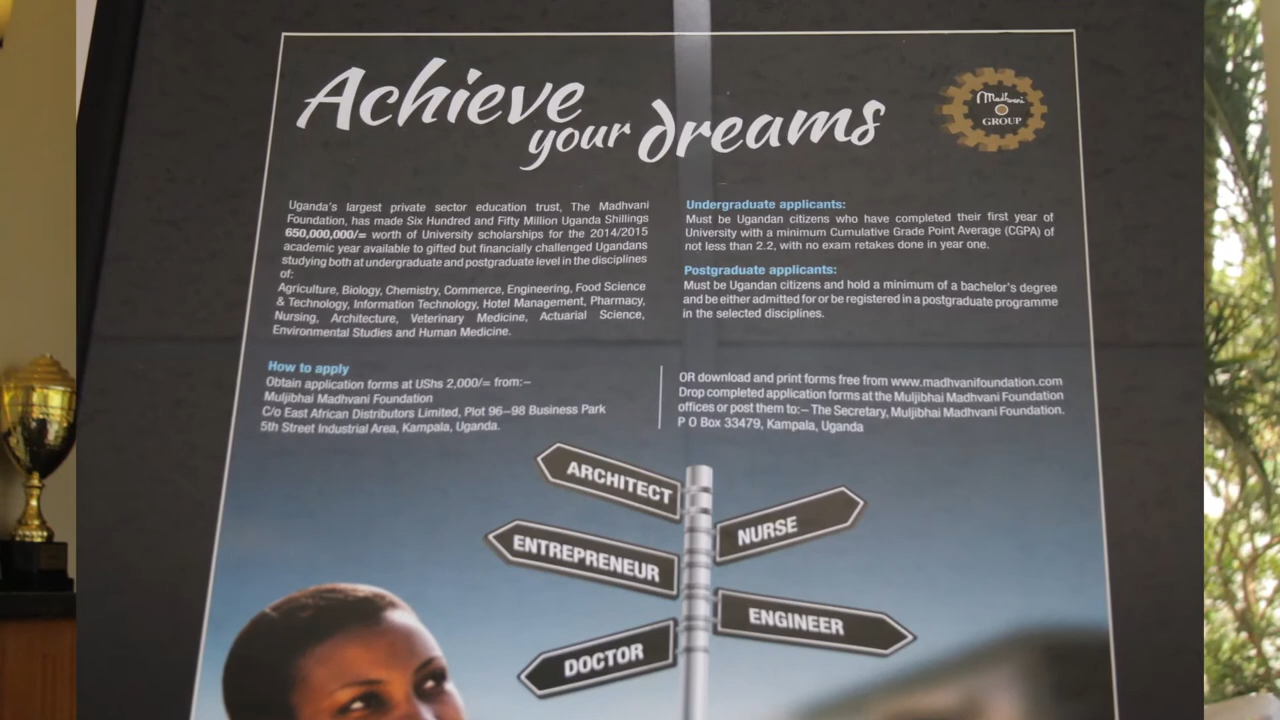 Achieve
your dreams
Madhvani
GROUP
Uganda's largest private sector education trust, The Madhvani
Foundation, has made Six Hundred and Fifty Million Uganda Shillings
650,000,000/= worth of University scholarships for the 2014/2015
academic year available to gifted but financially challenged Ugandans
studying both at undergraduate and postgraduate level in the disciplines
of:
Agriculture, Biology, Chemistry, Commerce, Engineering, Food Science
& Technology, Information Technology, Hotel Management, Pharmacy,
Nursing, Architecture, Veterinary Medicine, Actuarial Science,
Environmental Studies and Human Medicine.
Undergraduate applicants:
Must be Ugandan citizens who have completed their first year of
University with a minimum Cumulative Grade Point Average (CGPA) of
not less than 2.2, with no exam retakes done in year one.
Postgraduate applicants:
Must be Ugandan citizens and hold a minimum of a bachelor's degree
and be either admitted for or be registered in a postgraduate programme
in the selected disciplines.
How to apply
Obtain application forms at UShs 2,000/= from:–
Muljibhai Madhvani Foundation
C/o East African Distributors Limited, Plot 96–98 Business Park
5th Street Industrial Area, Kampala, Uganda.
OR download and print forms free from www.madhvanifoundation.com
Drop completed application forms at the Muljibhai Madhvani Foundation
offices or post them to:– The Secretary, Muljibhai Madhvani Foundation.
P O Box 33479, Kampala, Uganda
ARCHITECT
NURSE
ENTREPRENEUR
ENGINEER
DOCTOR